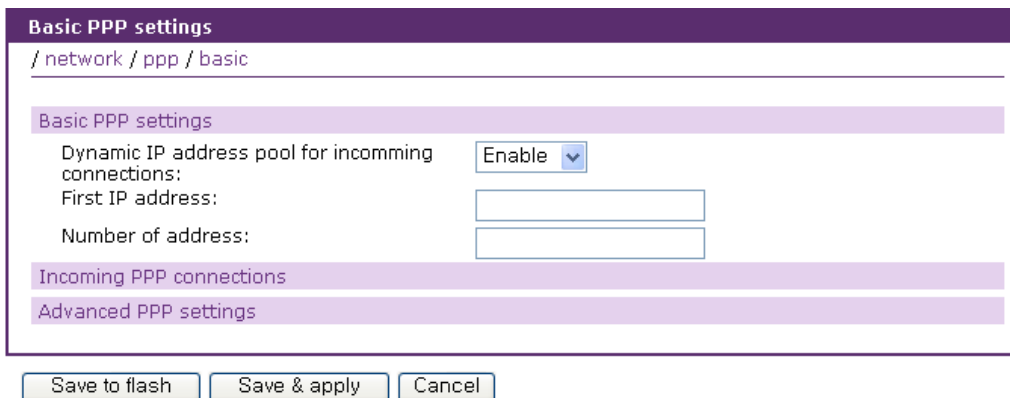 Basic PPP settings
/ network / ppp / basic
Basic PPP settings
Dynamic IP address pool for incomming
connections:
Enable
First IP address:
Number of address:
Incoming PPP connections
Advanced PPP settings
Save to flash
Save & apply
Cancel